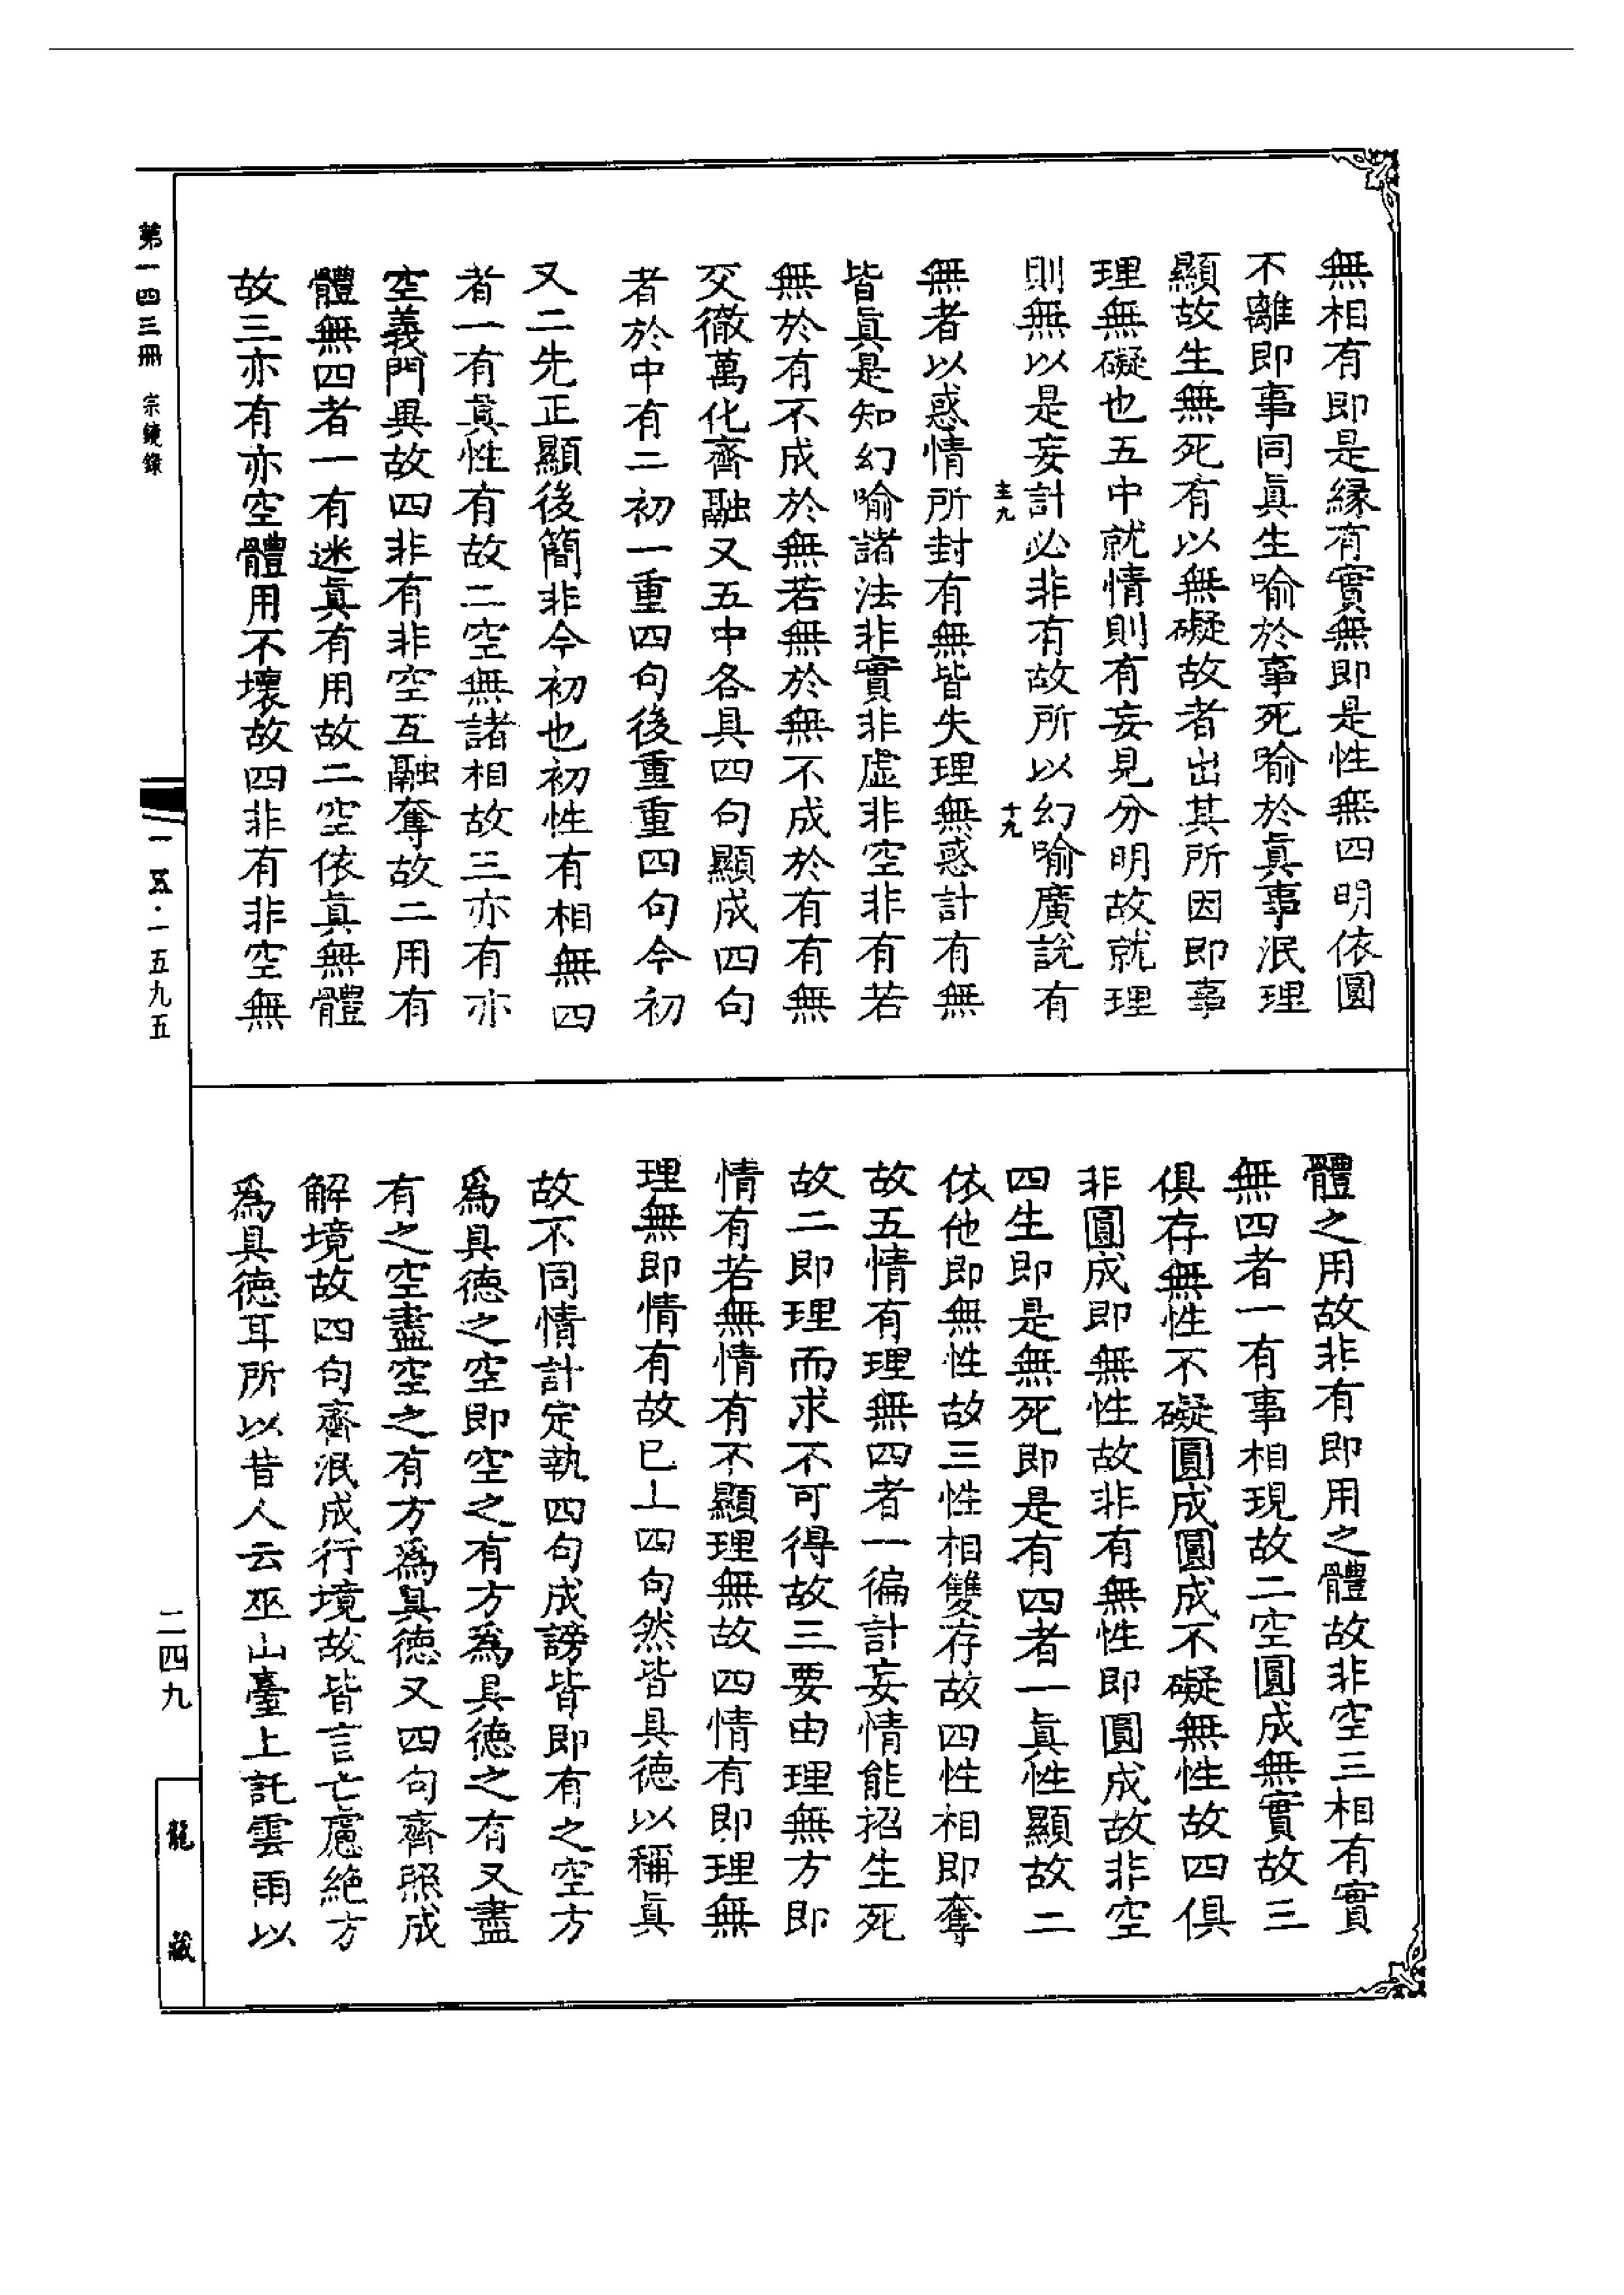 無相有即是緣有實無即是性無四明依圓
不離即事同真生喻於事死喻於真事泯理
顯故生無死有以無礙故者出其所因即事
理無礙也五中就情則有妄見分明故就理
則無以是妄計必非有故所以幻喻廣說有
主九
十九
無者以惑情所封有無皆失理無惑計有無
皆真是知幻喻諸法非實非虛非空非有若
無於有不成於無若無於無不成於有有無
交徹萬化齊融又五中各具四句顯成四句
者於中有二初一重四句後重重四句今初
又二先正顯後簡非今初也初性有相無四
者一有真性有故二空無諸相故三亦有亦
空義門異故四非有非空互融奪故二用有
體無四者一有迷真有用故二空依真無體
故三亦有亦空體用不壞故四非有非空無
體之用故非有即用之體故非空三相有實
無四者一有事相現故二空圓成無實故三
俱存無性不礙圓成圓成不礙無性故四俱
非圓成即無性故非有無性即圓成故非空
四生即是無死即是有四者一真性顯故二
依他即無性故三性相雙存故四性相即奪
故五情有理無四者一徧計妄情能招生死
故二即理而求不可得故三要由理無方即
情有若無情有不顯理無故四情有即理無
理無即情有故已上四句然皆具德以稱真
故不同情計定執四句成謗皆即有之空方
為具德之空即空之有方為具德之有又盡
有之空盡空之有方為具德又四句齊照成
解境故四句齊泯成行境故皆言亡慮絕方
為具德耳所以昔人云巫山臺上託雲雨以
第一四三冊 宗鏡錄
一五·一五九五
二四九
龍藏